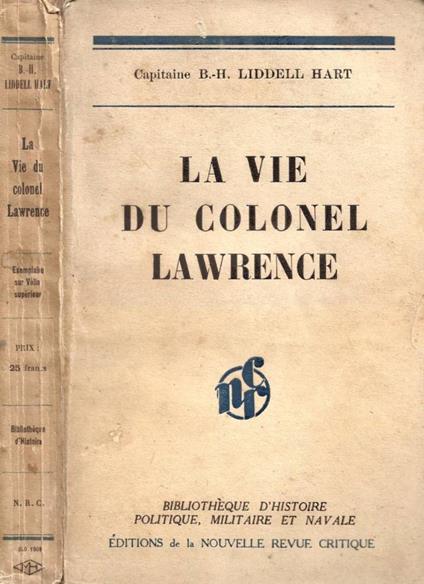 Capitaine
B.-H.
LIDDELL HART
La
Vie du
colonel
Lawrence
Exemplaire
sur Vélin
supérieur
PRIX :
25 francs
Bibliothèque
d'Histoire
N. R. C.
Capitaine B.-H. LIDDELL HART
LA VIE
DU COLONEL
LAWRENCE
nrc
BIBLIOTHÈQUE D'HISTOIRE
POLITIQUE, MILITAIRE ET NAVALE
ÉDITIONS de la NOUVELLE REVUE CRITIQUE